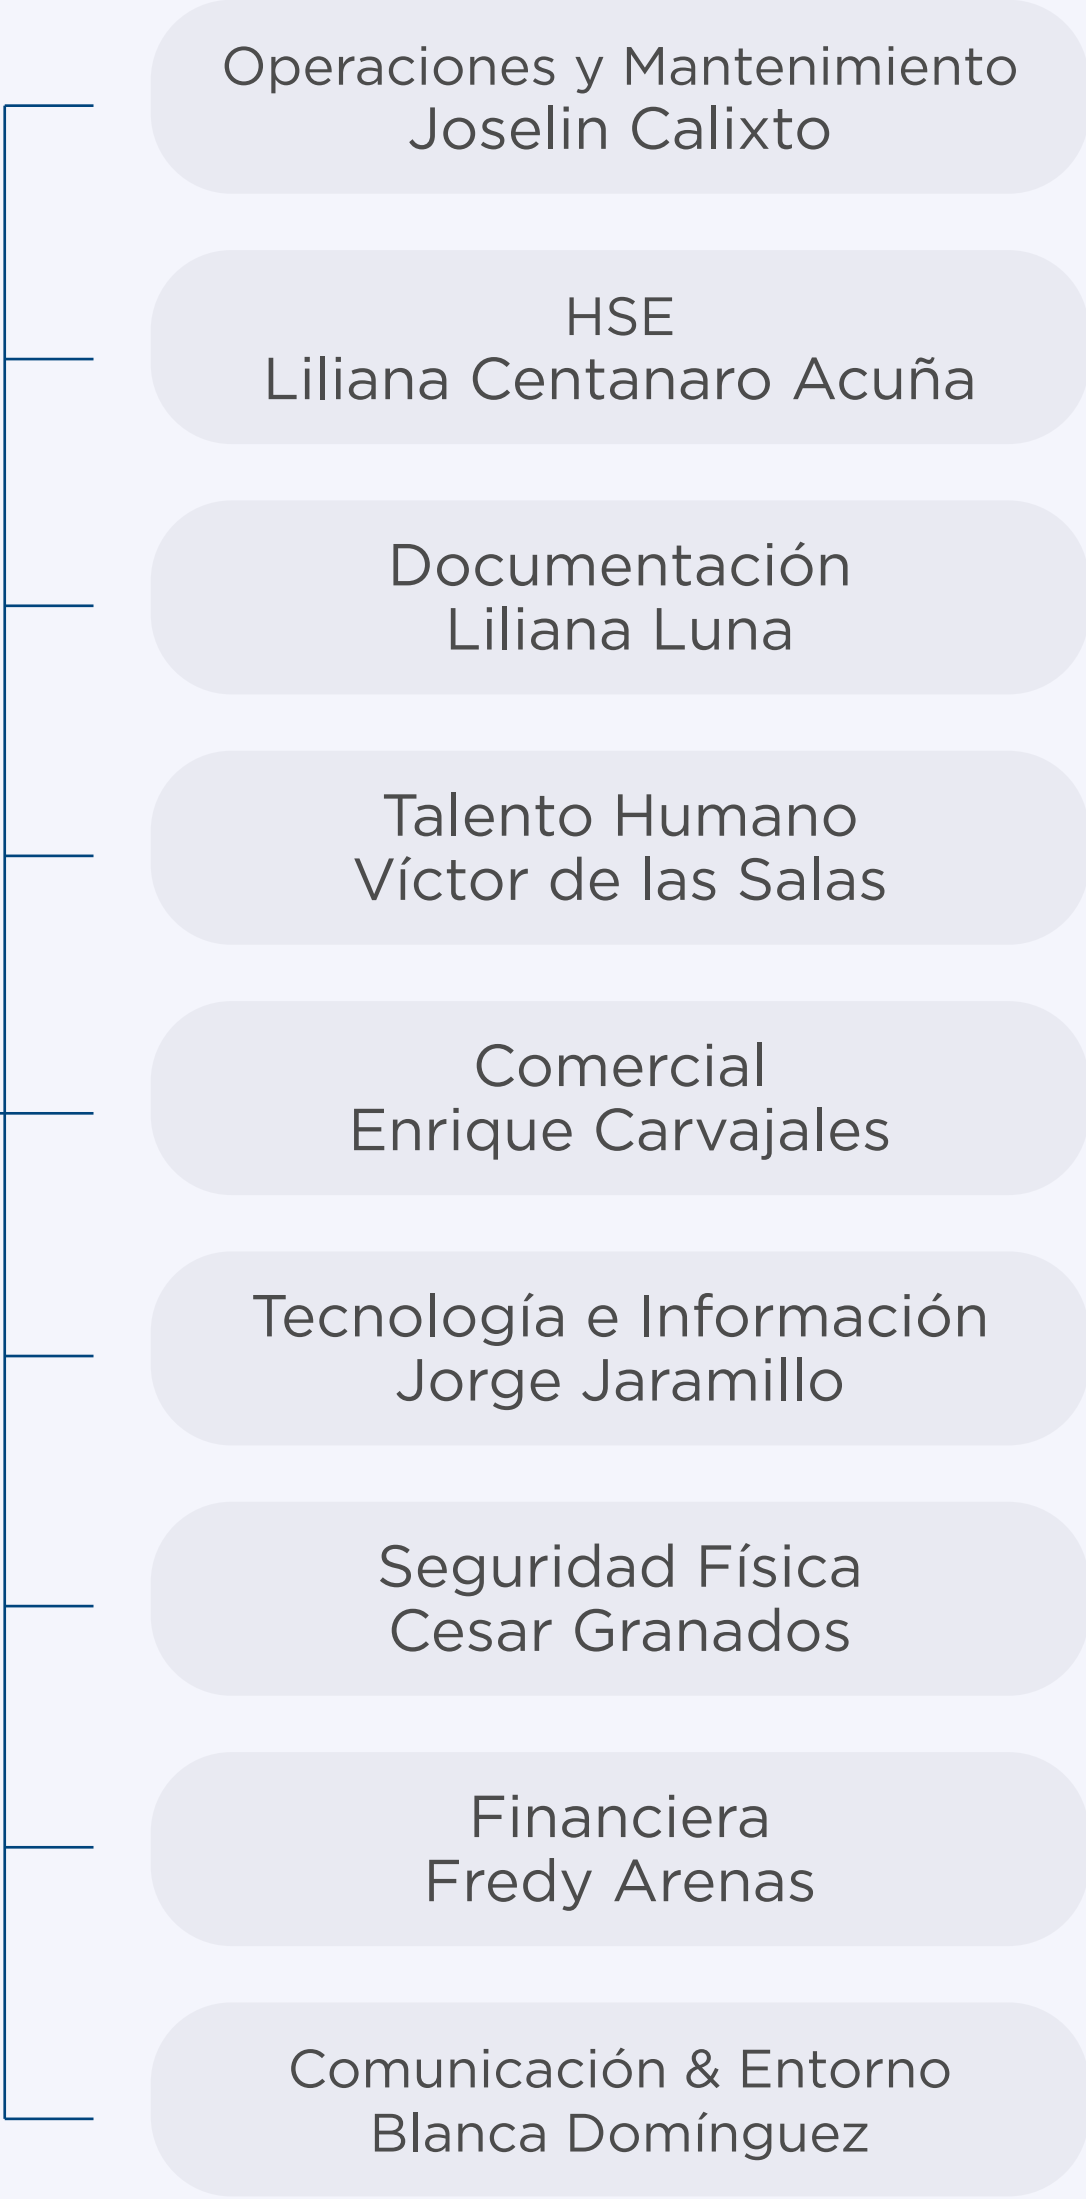 Operaciones y Mantenimiento
Joselin Calixto
HSE
Liliana Centanaro Acuña
Documentación
Liliana Luna
Talento Humano
Víctor de las Salas
Comercial
Enrique Carvajales
Tecnología e Información
Jorge Jaramillo
Seguridad Física
Cesar Granados
Financiera
Fredy Arenas
Comunicación & Entorno
Blanca Domínguez